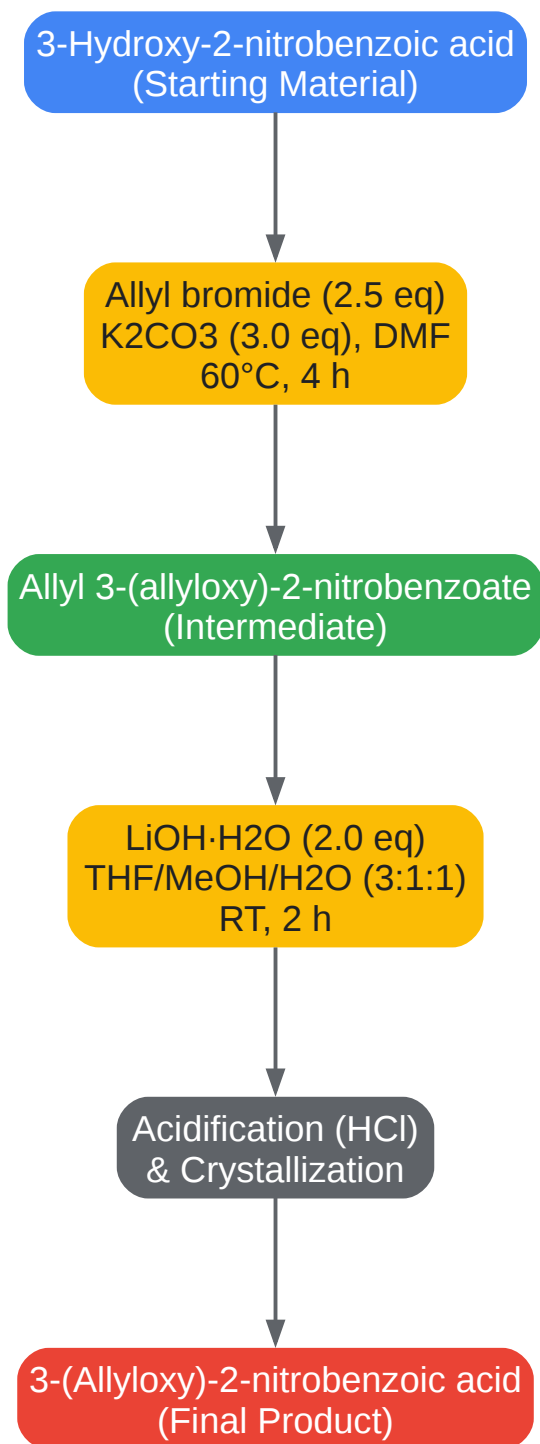 3-Hydroxy-2-nitrobenzoic acid
(Starting Material)
Allyl bromide (2.5 eq)
K2CO3 (3.0 eq), DMF
60°C, 4 h
Allyl 3-(allyloxy)-2-nitrobenzoate
(Intermediate)
LiOH·H2O (2.0 eq)
THF/MeOH/H2O (3:1:1)
RT, 2 h
Acidification (HCl)
& Crystallization
3-(Allyloxy)-2-nitrobenzoic acid
(Final Product)